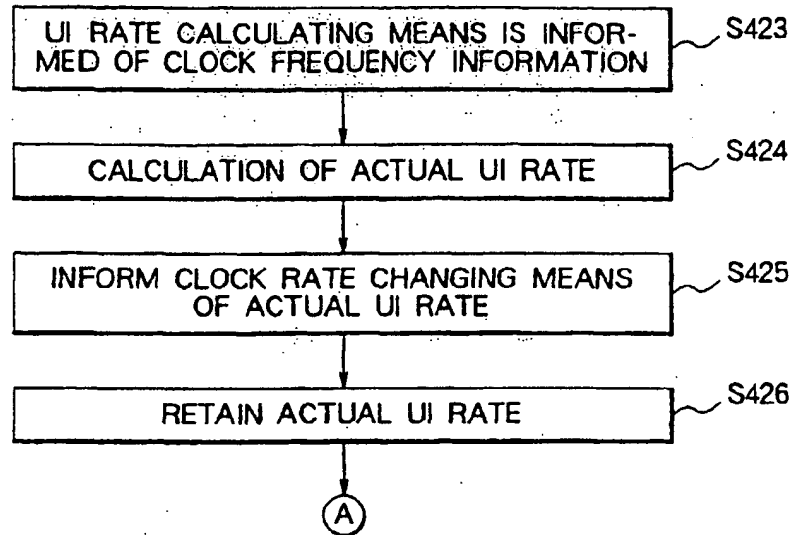 UI RATE CALCULATING MEANS IS INFOR-
MED OF CLOCK FREQUENCY INFORMATION
S423
CALCULATION OF ACTUAL UI RATE
S424
INFORM CLOCK RATE CHANGING MEANS
OF ACTUAL UI RATE
S425
RETAIN ACTUAL UI RATE
S426
A